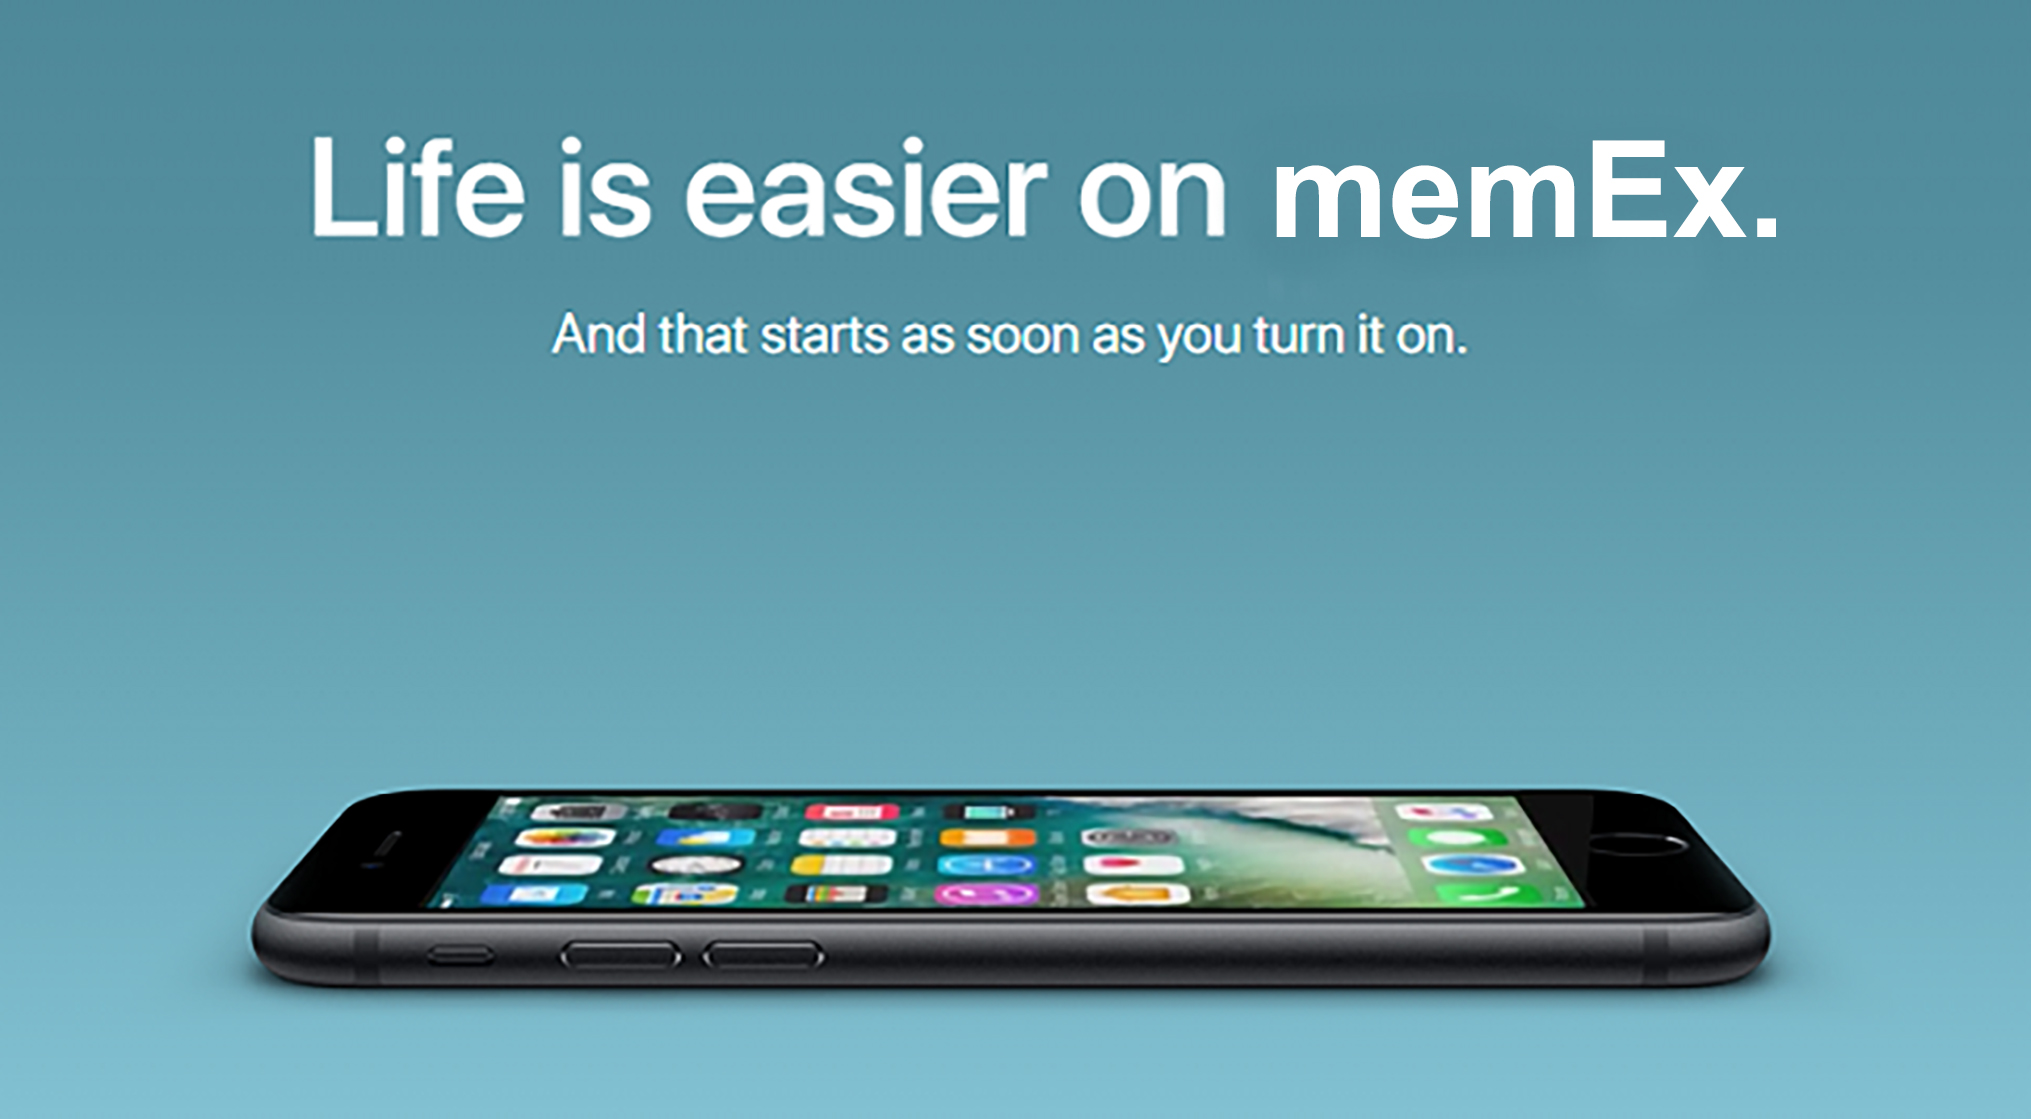 Life is easier on memEx.
And that starts as soon as you turn it on.